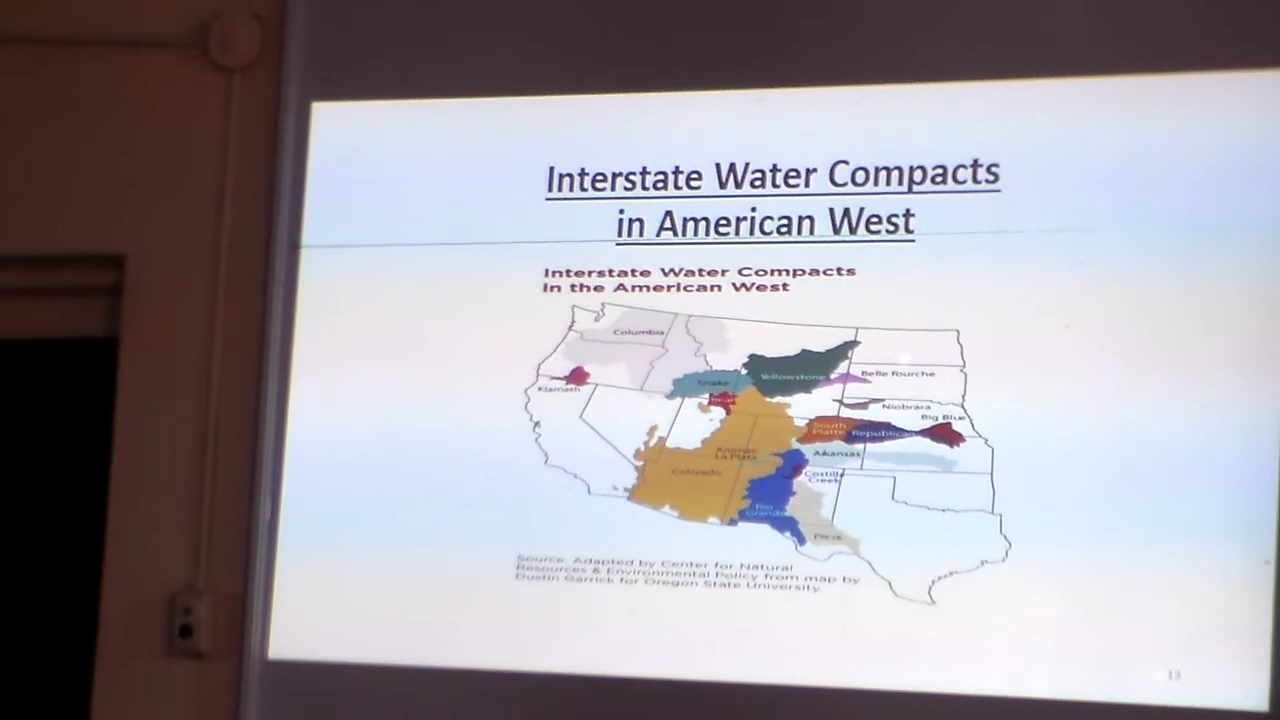 Interstate Water Compacts
in American West
Interstate Water Compacts
in the American West
Columbia
Klamath
Snake
Yellowstone
Belle Fourche
Bear
Niobrara
Big Blue
South
Platte
Republican
Arkansas
Animas-
La Plata
Colorado
Costilla
Creek
Rio
Grande
Pecos
Source: Adapted by Center for Natural
Resources & Environmental Policy from map by
Dustin Garrick for Oregon State University.
13